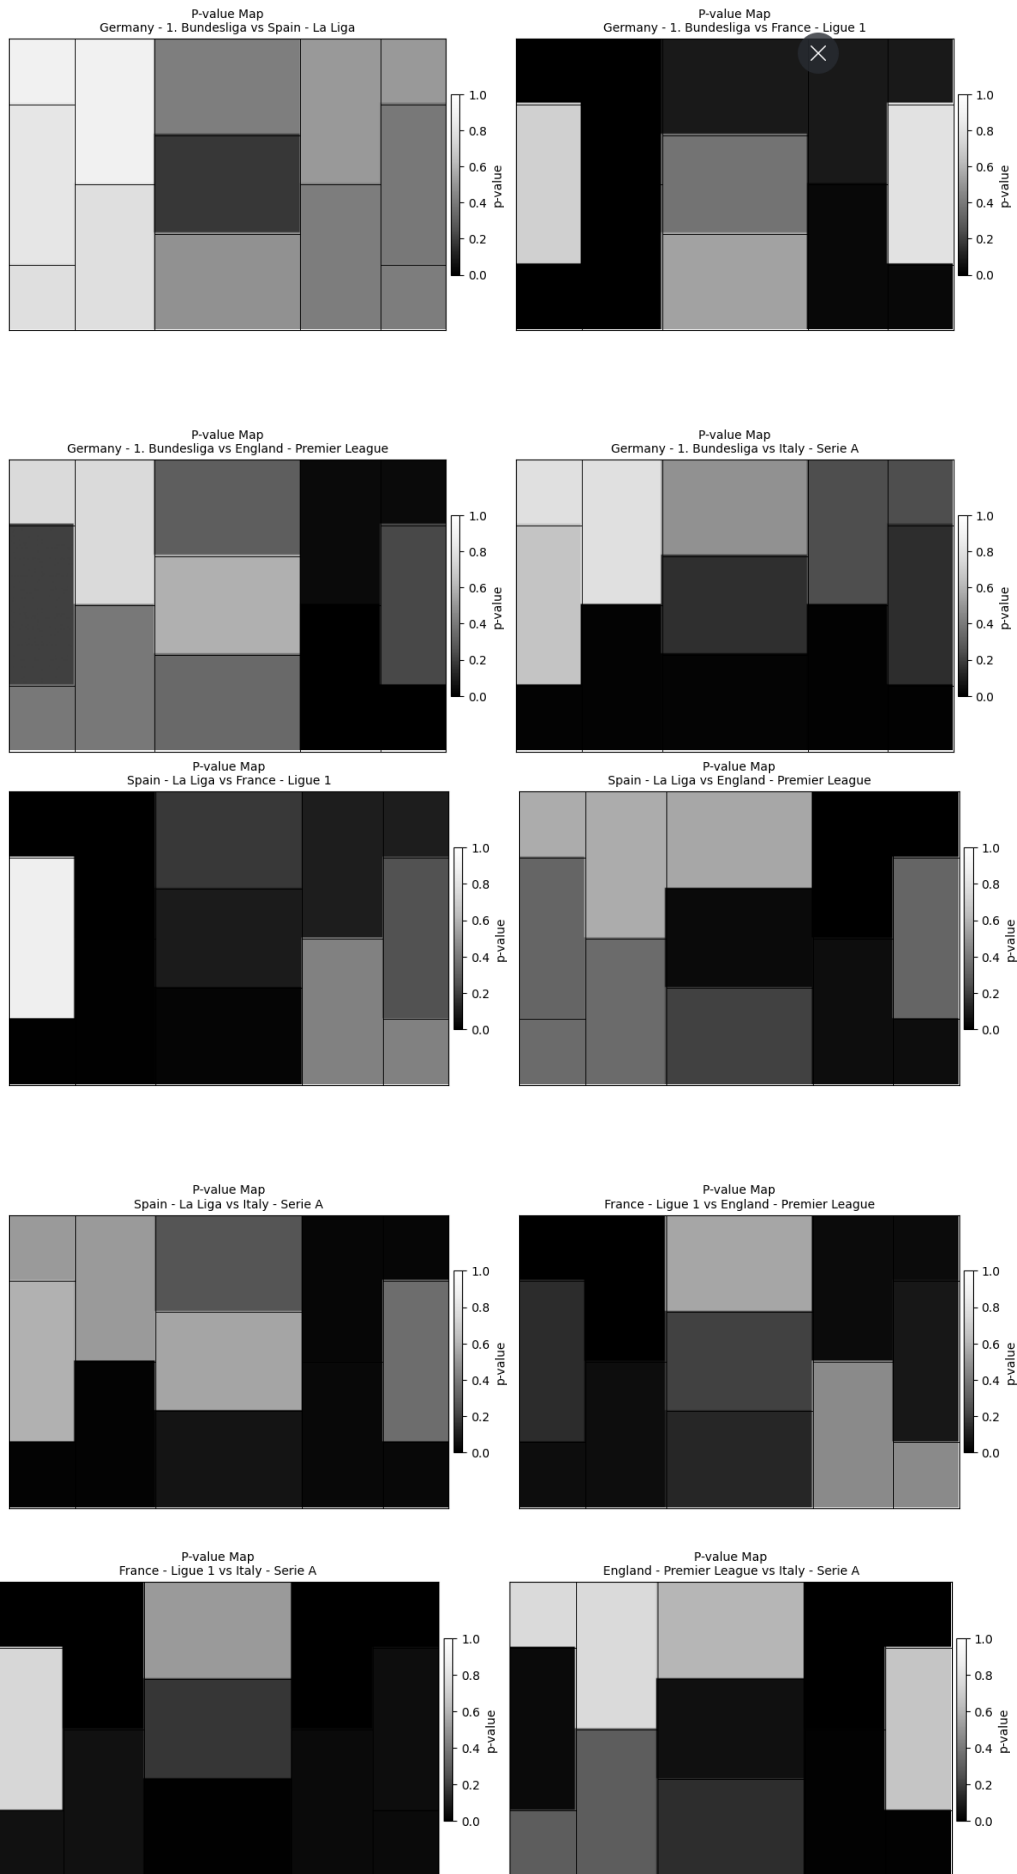 P-value Map
Germany - 1. Bundesliga vs Spain - La Liga
1.0
0.8
0.6
0.4
0.2
0.0
p-value
P-value Map
Germany - 1. Bundesliga vs France - Ligue 1
1.0
0.8
0.6
0.4
0.2
0.0
p-value
P-value Map
Germany - 1. Bundesliga vs England - Premier League
1.0
0.8
0.6
0.4
0.2
0.0
p-value
P-value Map
Germany - 1. Bundesliga vs Italy - Serie A
1.0
0.8
0.6
0.4
0.2
0.0
p-value
P-value Map
Spain - La Liga vs France - Ligue 1
1.0
0.8
0.6
0.4
0.2
0.0
p-value
P-value Map
Spain - La Liga vs England - Premier League
1.0
0.8
0.6
0.4
0.2
0.0
p-value
P-value Map
Spain - La Liga vs Italy - Serie A
1.0
0.8
0.6
0.4
0.2
0.0
p-value
P-value Map
France - Ligue 1 vs England - Premier League
1.0
0.8
0.6
0.4
0.2
0.0
p-value
P-value Map
France - Ligue 1 vs Italy - Serie A
1.0
0.8
0.6
0.4
0.2
0.0
p-value
P-value Map
England - Premier League vs Italy - Serie A
1.0
0.8
0.6
0.4
0.2
0.0
p-value